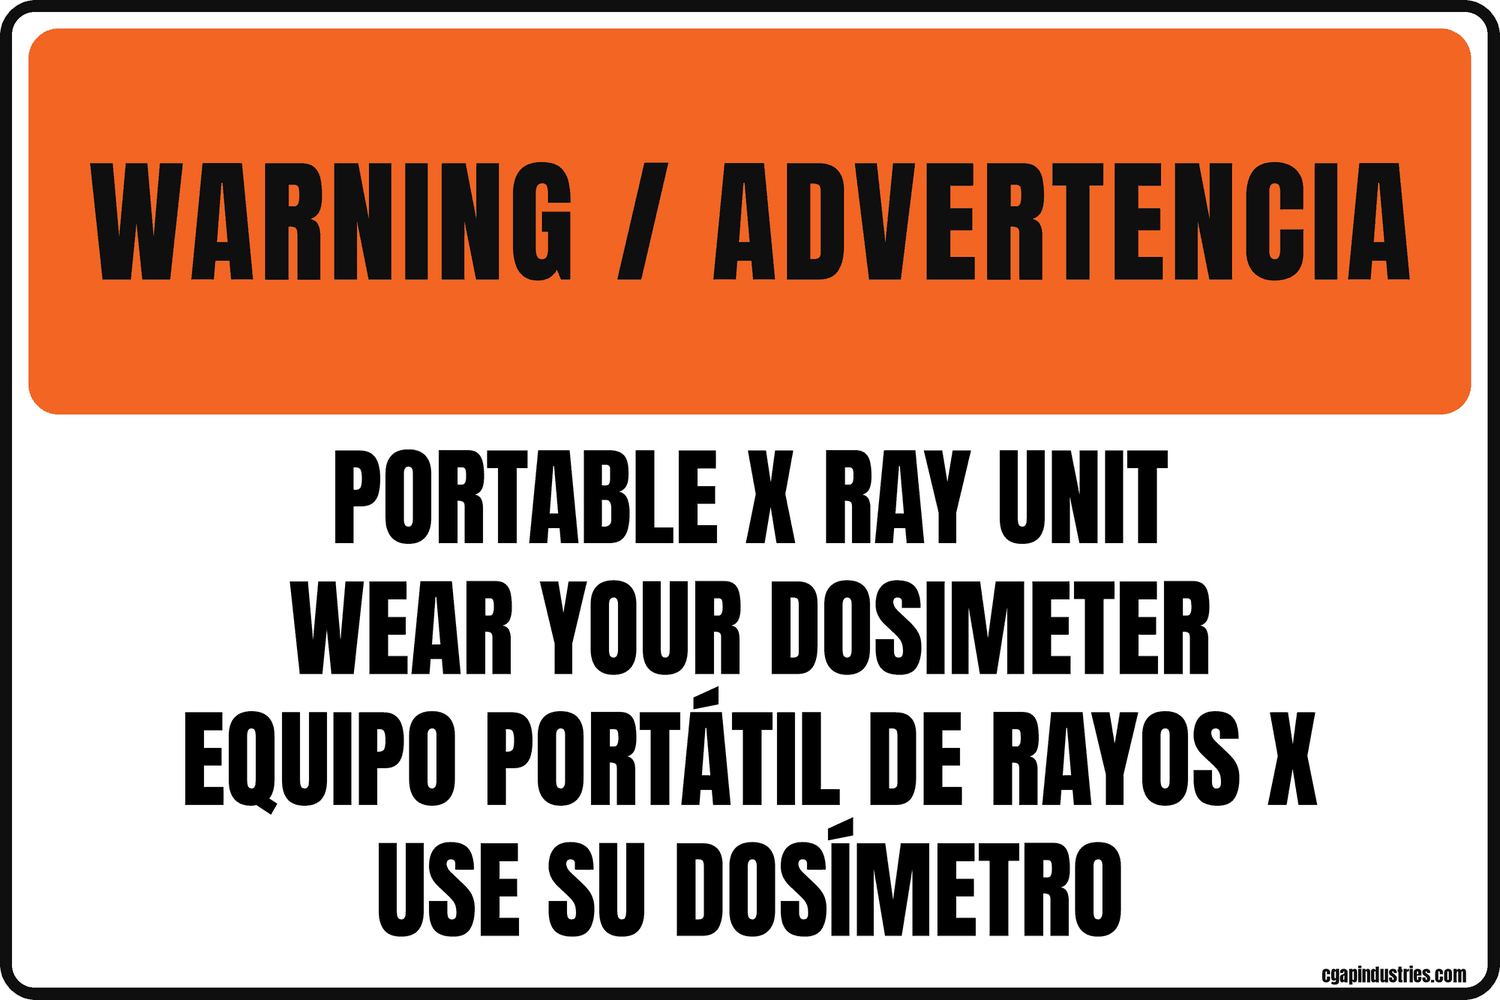 WARNING / ADVERTENCIA
PORTABLE X RAY UNIT
WEAR YOUR DOSIMETER
EQUIPO PORTÁTIL DE RAYOS X
USE SU DOSÍMETRO
cgapindustries.com